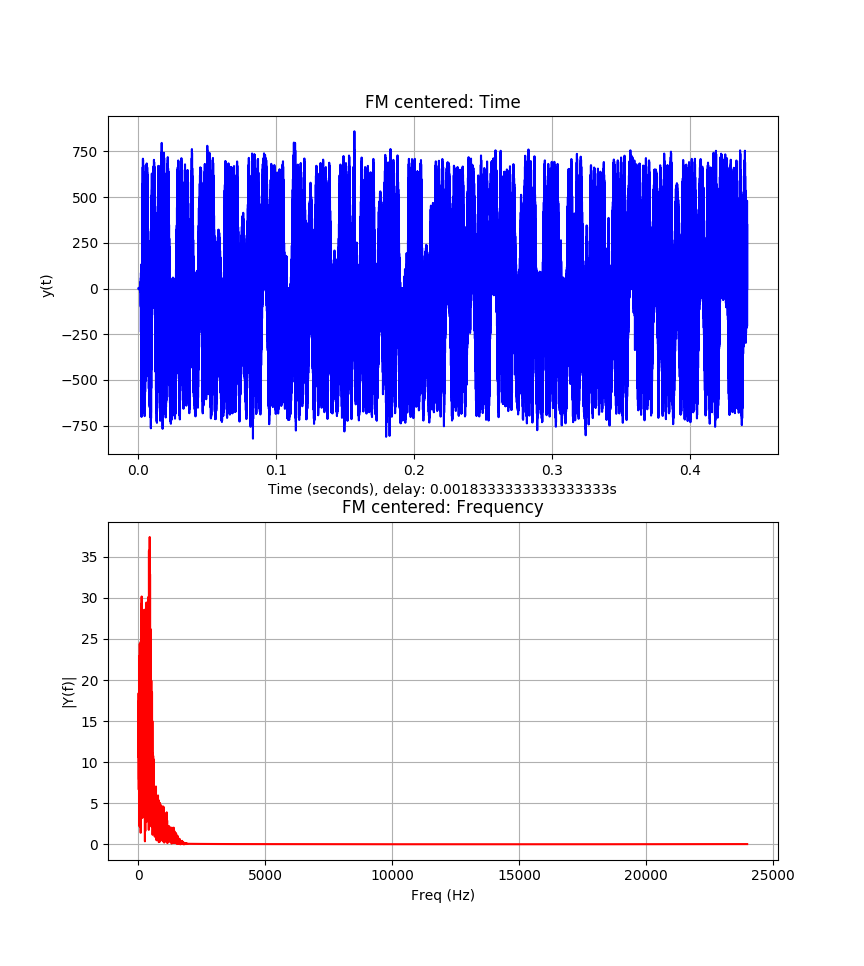 FM centered: Time
y(t)
750
500
250
0
−250
−500
−750
0.0 0.1 0.2 0.3 0.4
Time (seconds), delay: 0.0018333333333333333s
FM centered: Frequency
|Y(f)|
35
30
25
20
15
10
5
0
0 5000 10000 15000 20000 25000
Freq (Hz)